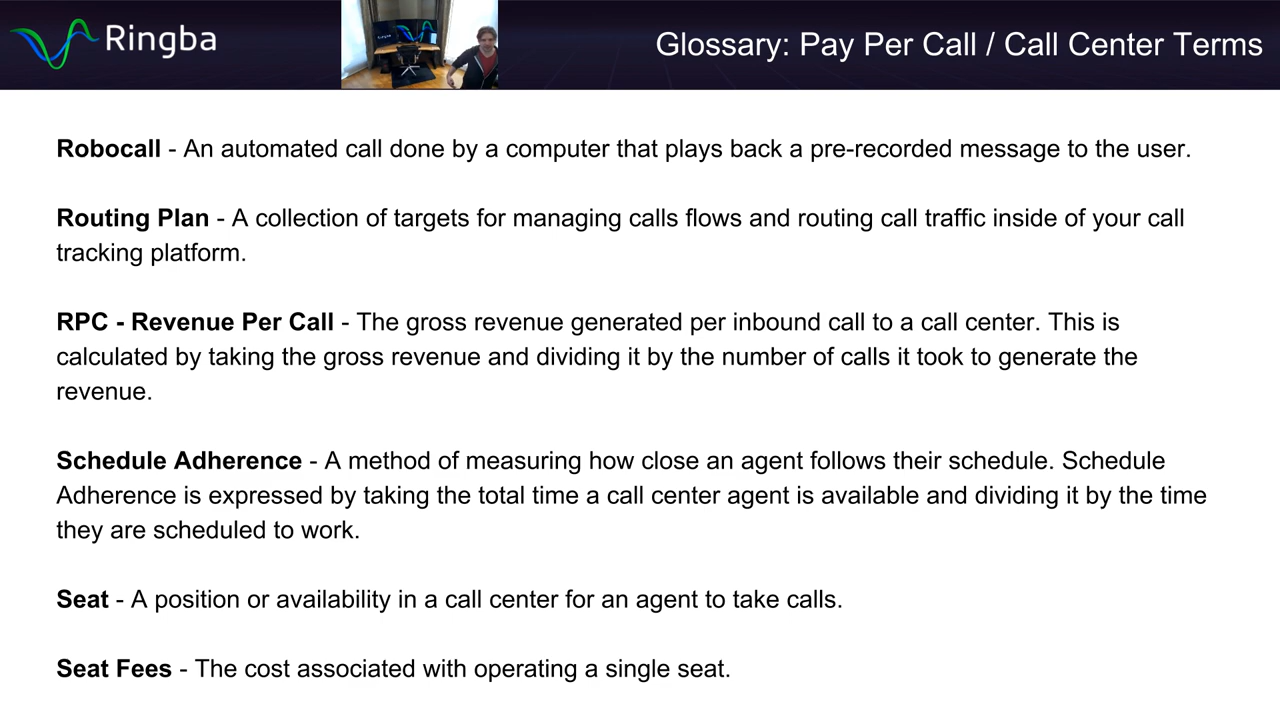 Ringba
Glossary: Pay Per Call / Call Center Terms
Robocall - An automated call done by a computer that plays back a pre-recorded message to the user.
Routing Plan - A collection of targets for managing calls flows and routing call traffic inside of your call
tracking platform.
RPC - Revenue Per Call - The gross revenue generated per inbound call to a call center. This is
calculated by taking the gross revenue and dividing it by the number of calls it took to generate the
revenue.
Schedule Adherence - A method of measuring how close an agent follows their schedule. Schedule
Adherence is expressed by taking the total time a call center agent is available and dividing it by the time
they are scheduled to work.
Seat - A position or availability in a call center for an agent to take calls.
Seat Fees - The cost associated with operating a single seat.